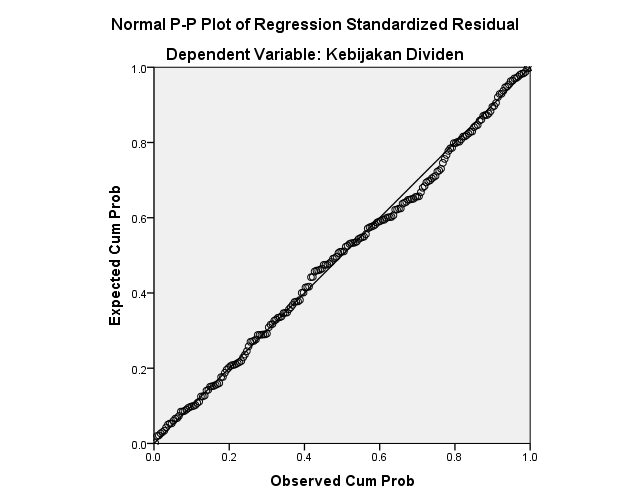 Normal P-P Plot of Regression Standardized Residual
Dependent Variable: Kebijakan Dividen
1.0
0.8
0.6
0.4
0.2
0.0
Expected Cum Prob
0.0 0.2 0.4 0.6 0.8 1.0
Observed Cum Prob